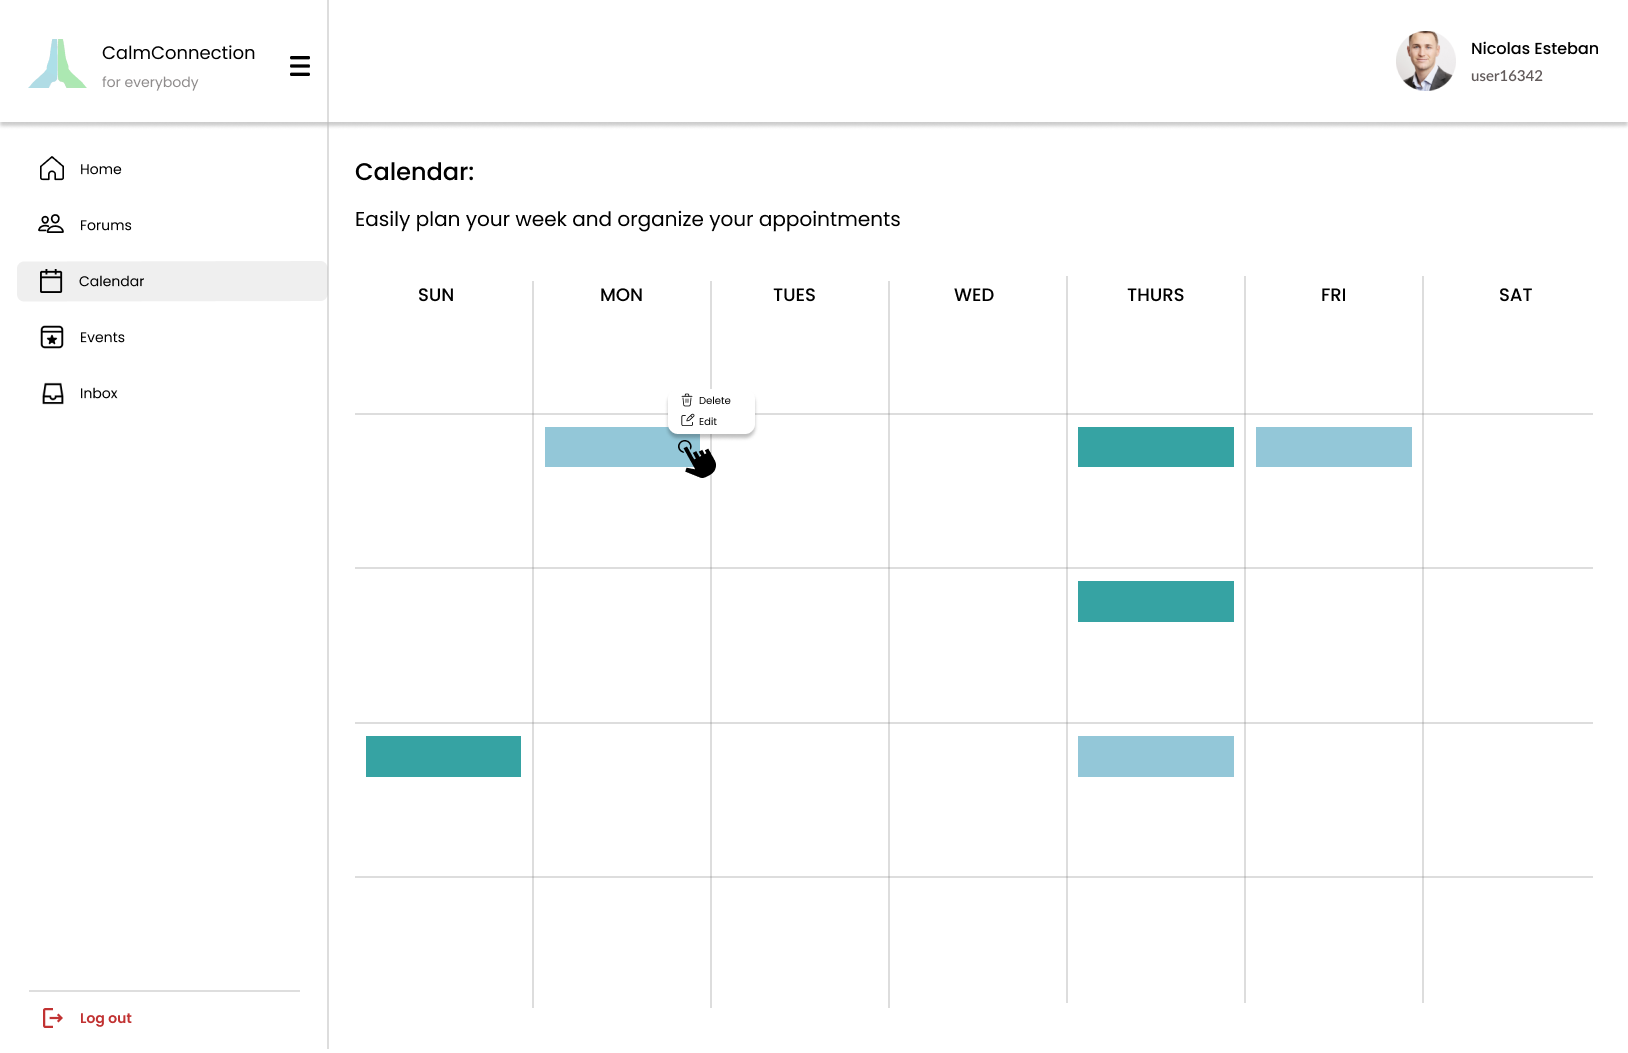 CalmConnection
for everybody
Nicolas Esteban
user16342
Home
Forums
Calendar
Events
Inbox
Log out
Calendar:
Easily plan your week and organize your appointments
SUN MON TUES WED THURS FRI SAT
Delete
Edit